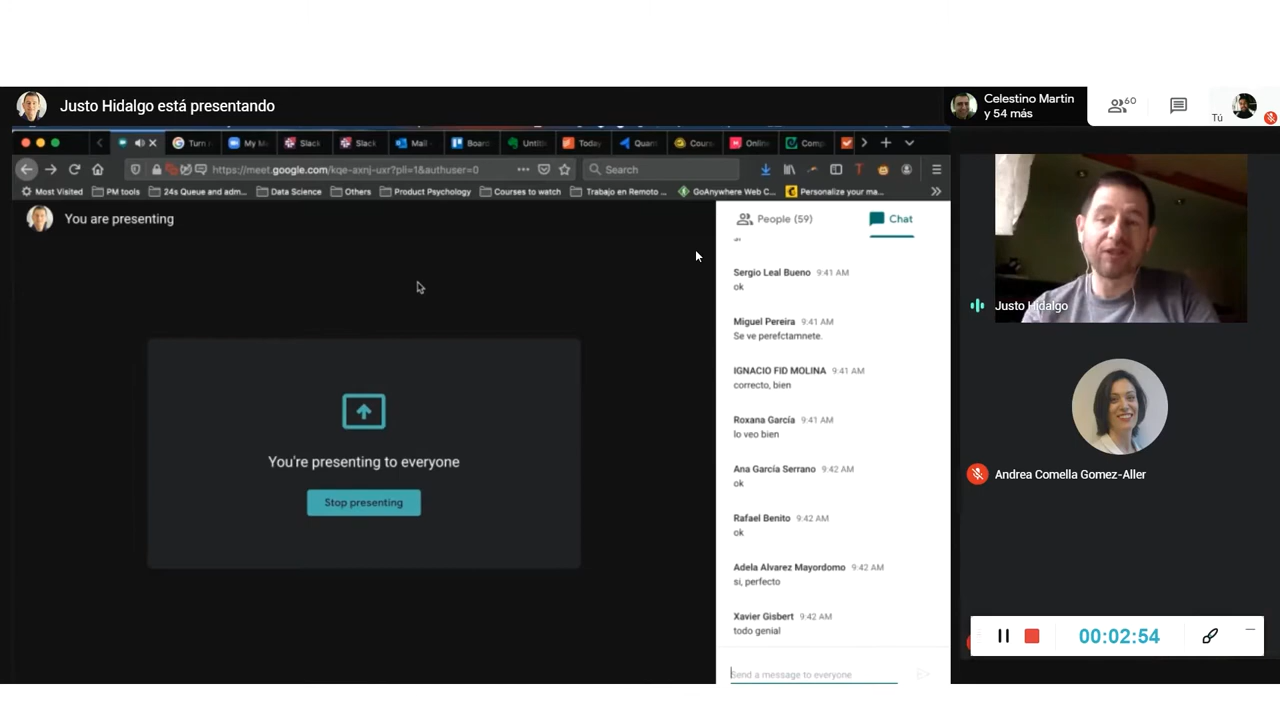 Justo Hidalgo está presentando
Celestino Martin
y 54 más
60
Tú
Turn
My M
Slack
Slack
Mail
Board
Untit
Today
Quan
Cours
Onlin
Comp
https://meet.google.com/kqe-axnj-uxr?pli=1&authuser=0
Search
Most Visited
PM tools
24s Queue and adm...
Data Science
Others
Product Psychology
Courses to watch
Trabajo en Remoto ...
GoAnywhere Web C...
Personalize your ma...
You are presenting
People (59)
Chat
Sergio Leal Bueno 9:41 AM
ok
Miguel Pereira 9:41 AM
Se ve perefctamnete.
IGNACIO FID MOLINA 9:41 AM
correcto, bien
Roxana García 9:41 AM
lo veo bien
Ana García Serrano 9:42 AM
ok
Rafael Benito 9:42 AM
ok
Adela Alvarez Mayordomo 9:42 AM
si, perfecto
Xavier Gisbert 9:42 AM
todo genial
Send a message to everyone
You're presenting to everyone
Stop presenting
Justo Hidalgo
Andrea Comella Gomez-Aller
00:02:54